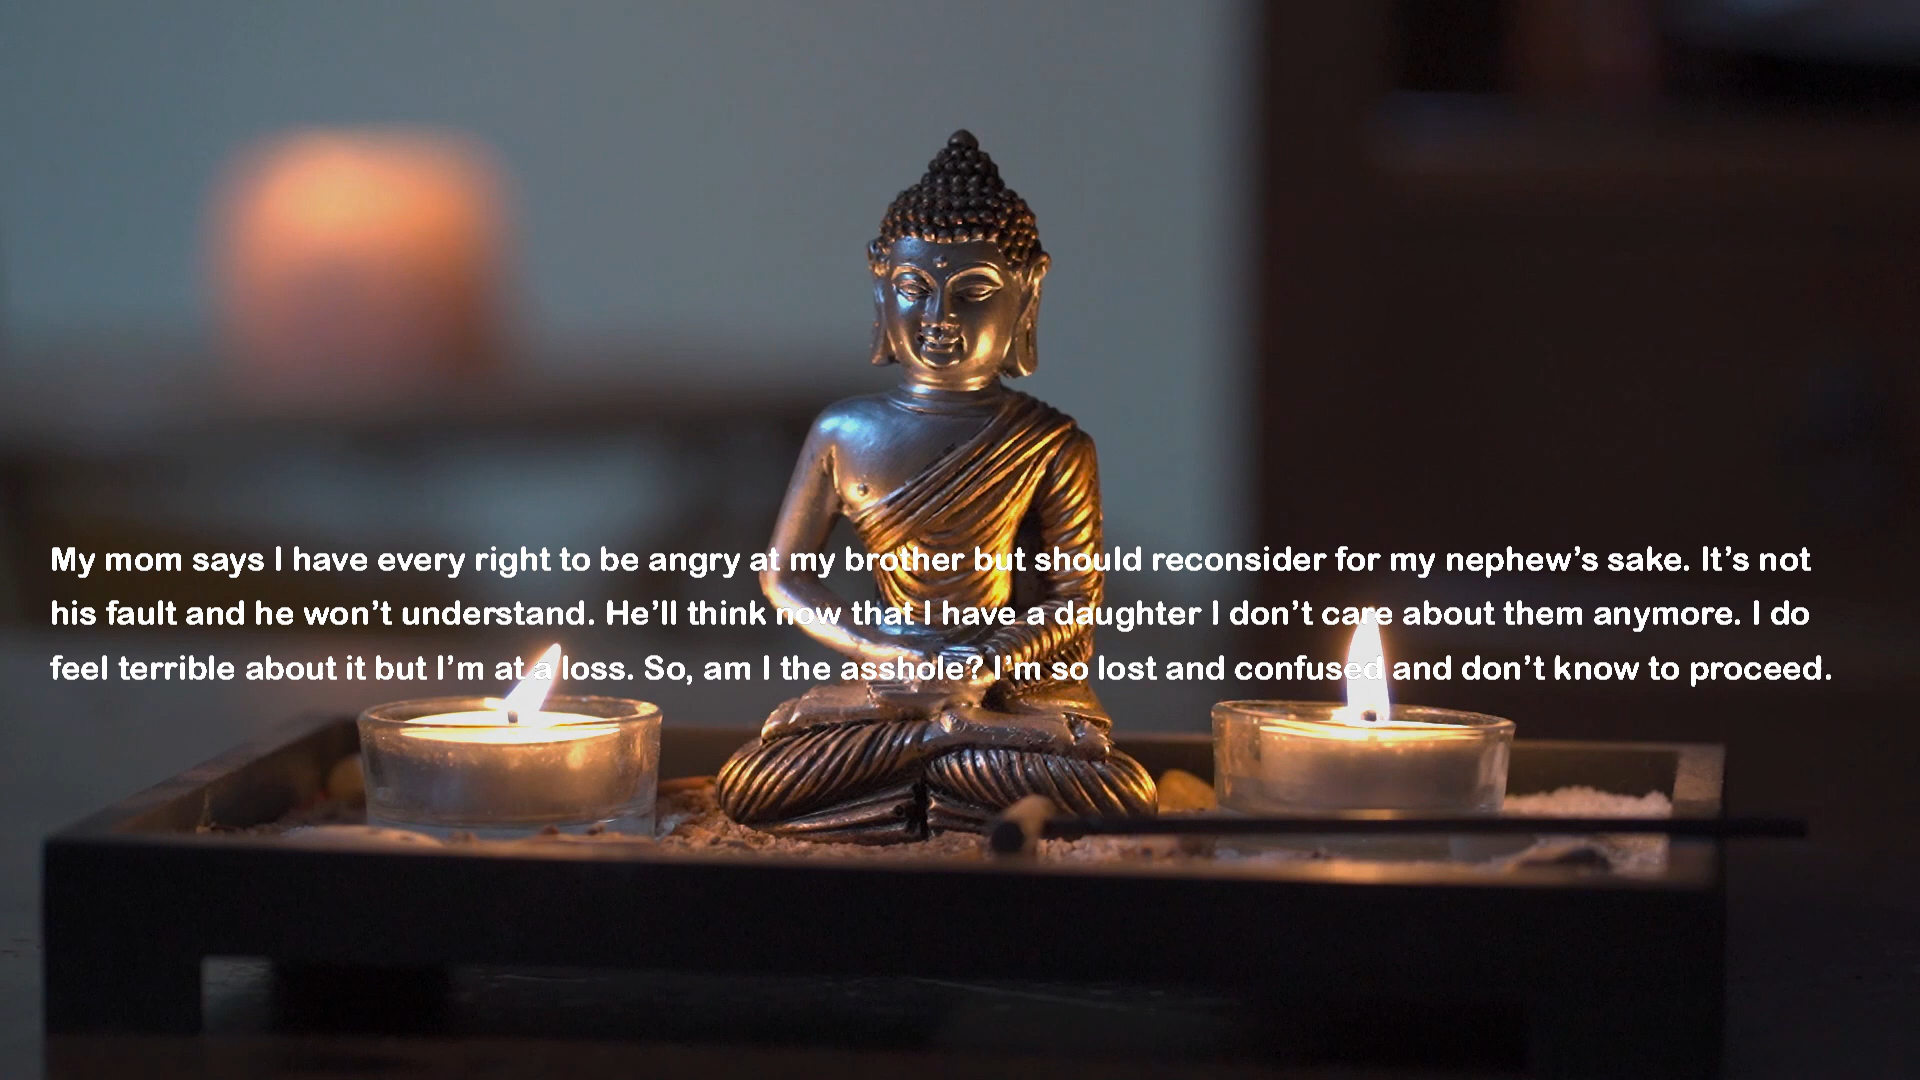 My mom says I have every right to be angry at my brother but should reconsider for my nephew’s sake. It’s not
his fault and he won’t understand. He’ll think now that I have a daughter I don’t care about them anymore. I do
feel terrible about it but I’m at a loss. So, am I the asshole? I’m so lost and confused and don’t know to proceed.